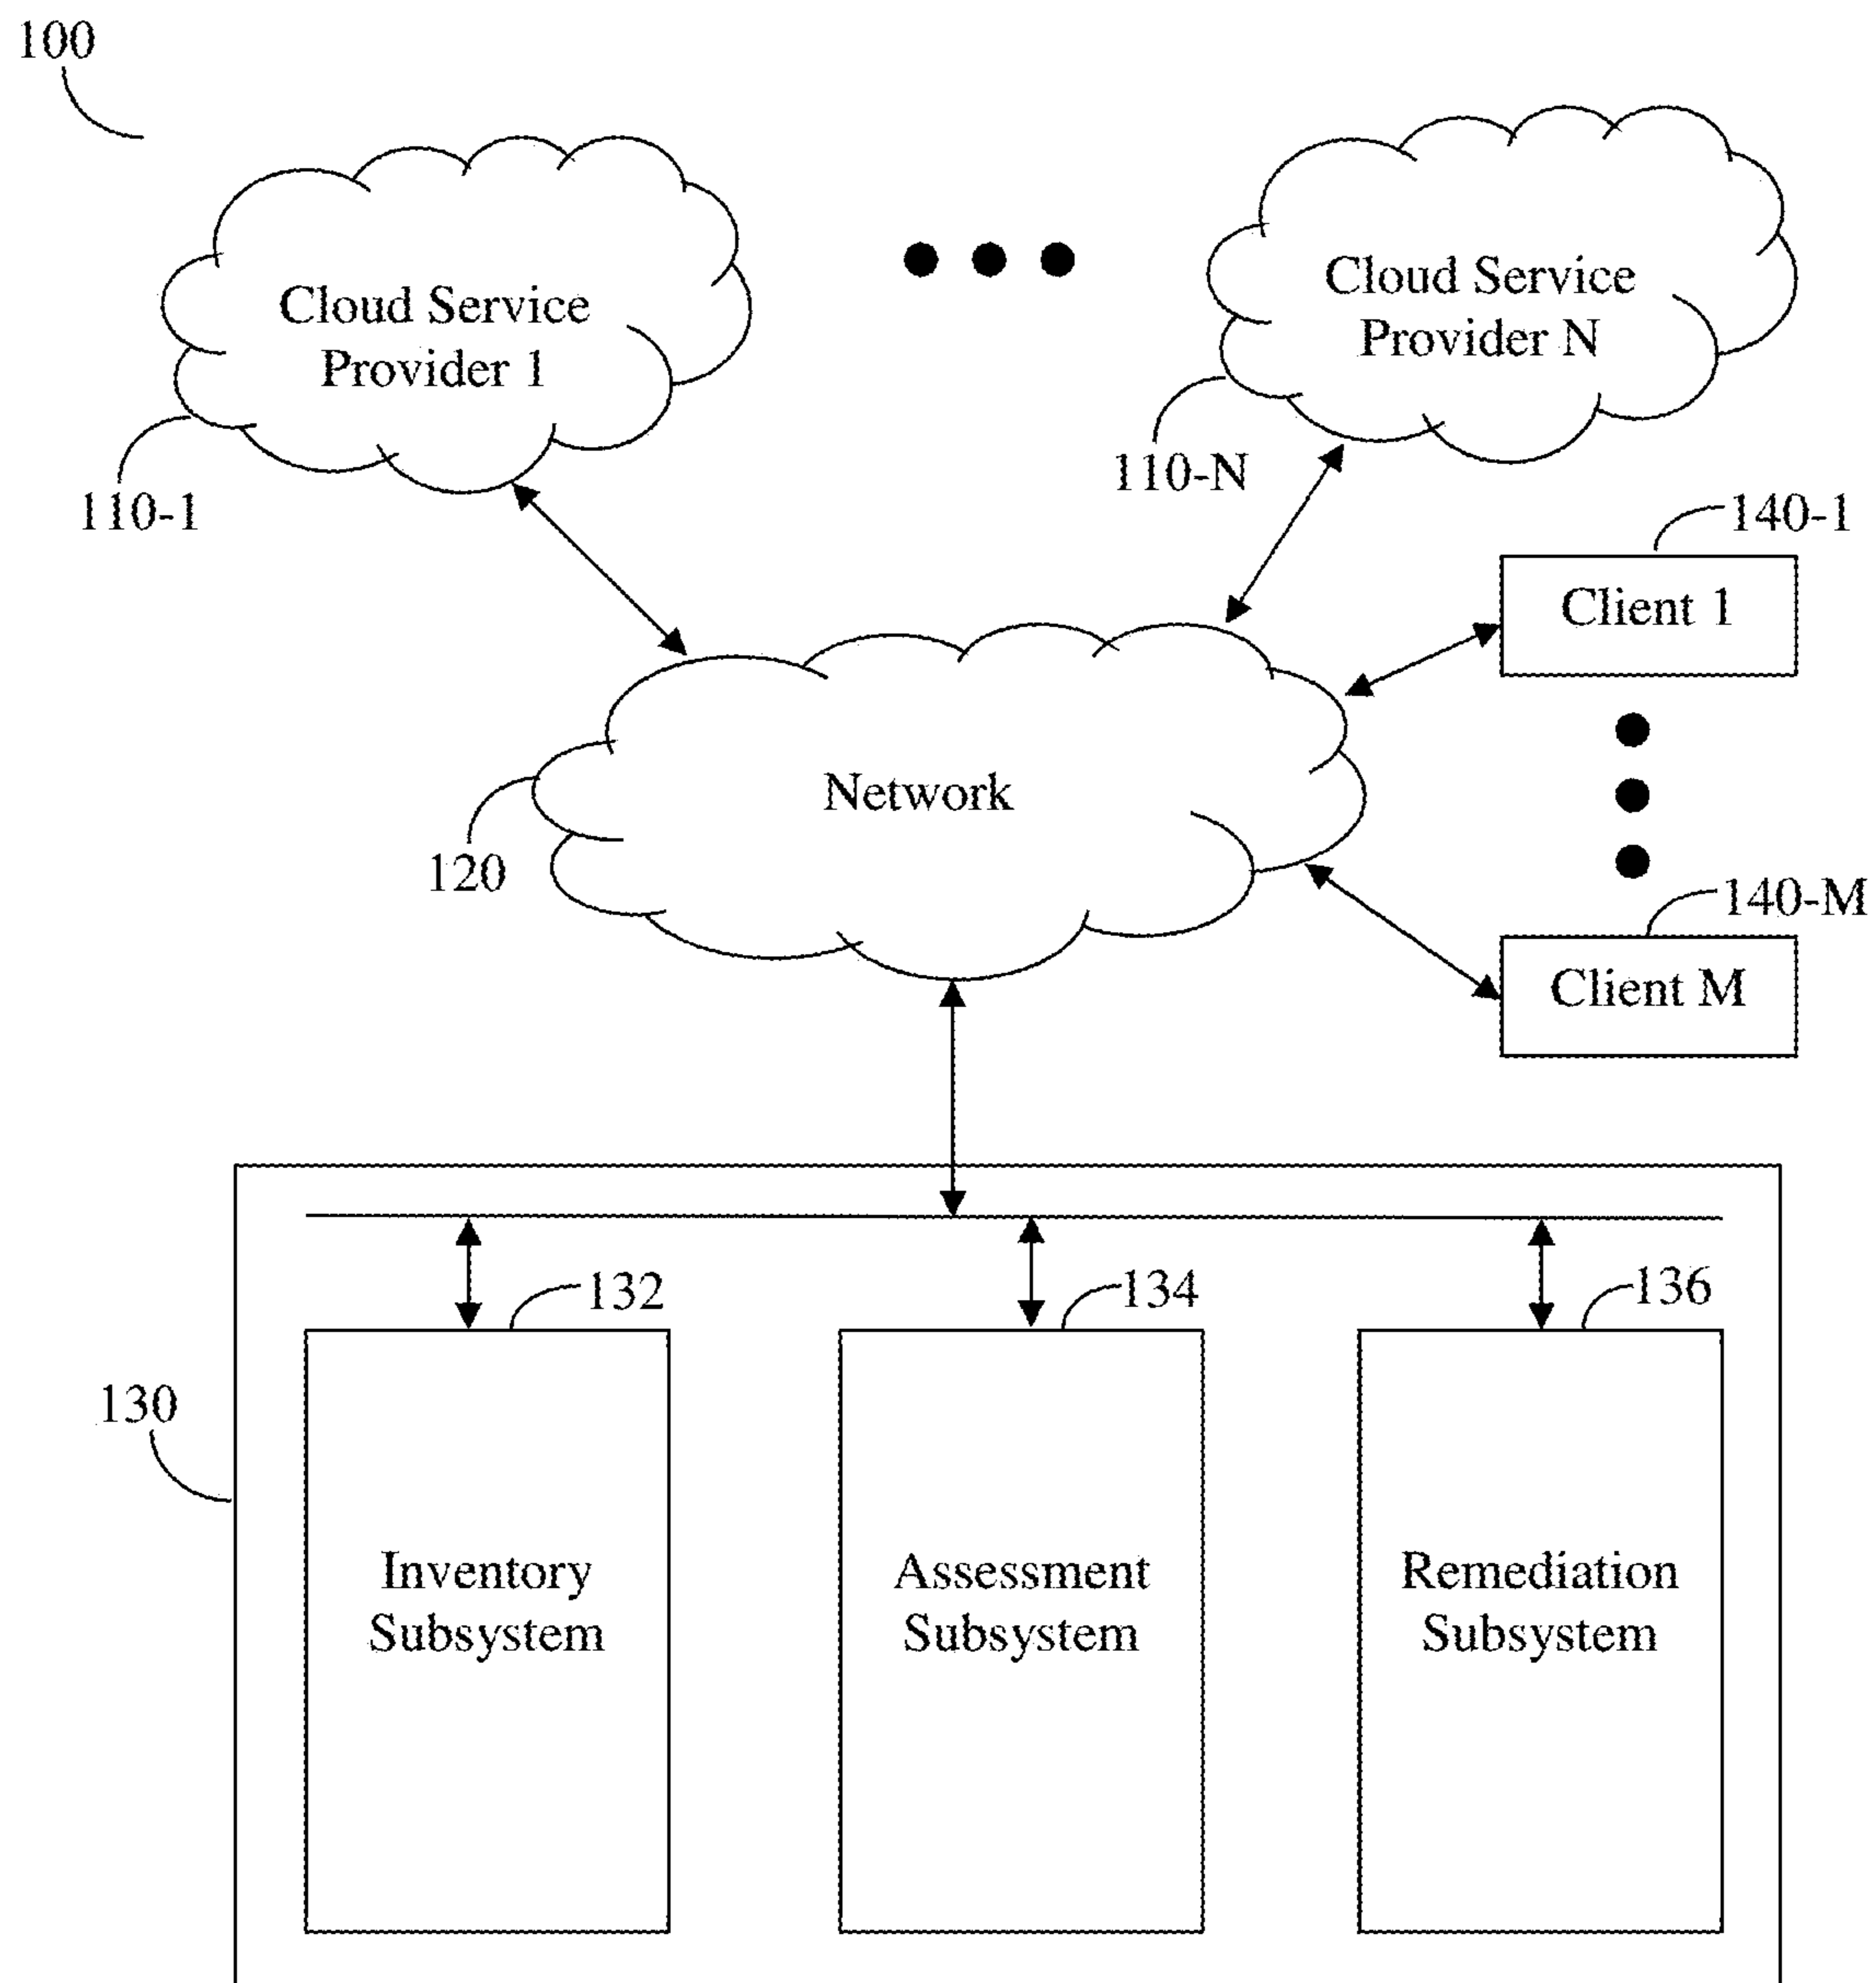 100
Cloud Service
Provider 1
110-1
Cloud Service
Provider N
110-N
140-1
Client 1
Network
120
140-M
Client M
130
132
134
136
Inventory
Subsystem
Assessment
Subsystem
Remediation
Subsystem